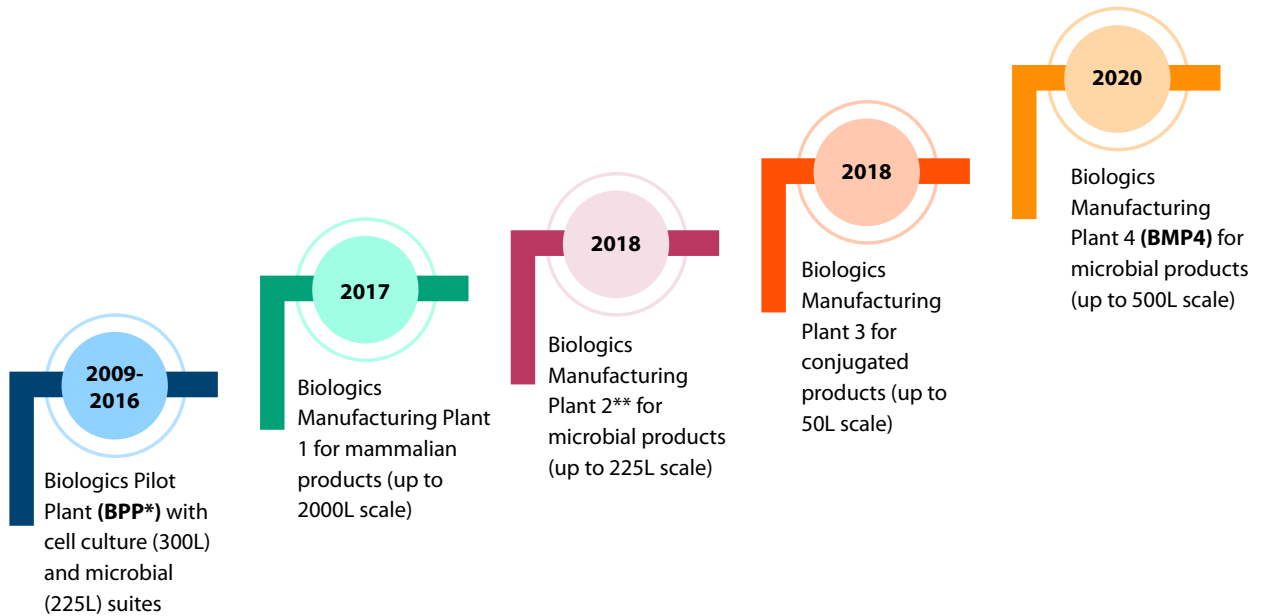 2009-
2016
Biologics Pilot
Plant (BPP*) with
cell culture (300L)
and microbial
(225L) suites
2017
Biologics
Manufacturing Plant
1 for mammalian
products (up to
2000L scale)
2018
Biologics
Manufacturing
Plant 2** for
microbial products
(up to 225L scale)
2018
Biologics
Manufacturing
Plant 3 for
conjugated
products (up to
50L scale)
2020
Biologics
Manufacturing
Plant 4 (BMP4) for
microbial products
(up to 500L scale)